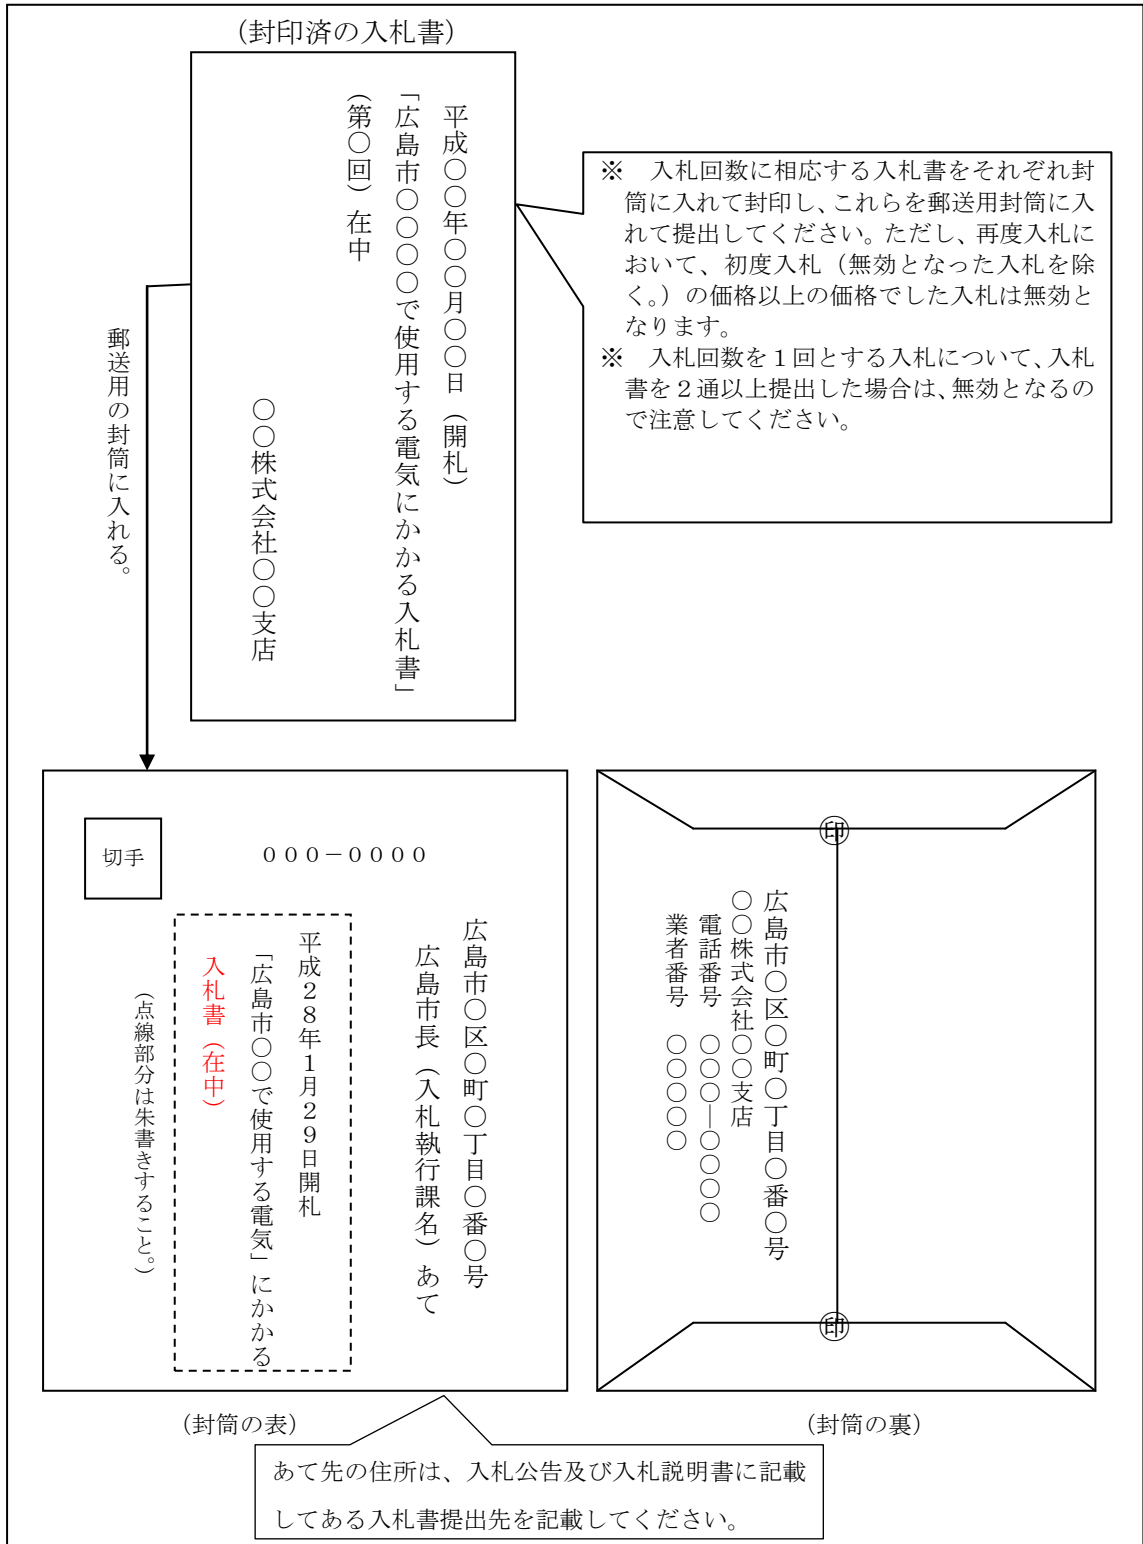 (封印済の入札書)
平成〇〇年〇〇月〇〇日（開札）
「広島市〇〇〇〇で使用する電気にかかる入札書」
（第〇回）在中
〇〇株式会社〇〇支店
※　入札回数に相応する入札書をそれぞれ封
筒に入れて封印し、これらを郵送用封筒に入
れて提出してください。ただし、再度入札に
おいて、初度入札（無効となった入札を除
く。）の価格以上の価格でした入札は無効と
なります。
※　入札回数を１回とする入札について、入札
書を２通以上提出した場合は、無効となるの
で注意してください。
郵送用の封筒に入れる。
切手
０００－００００
広島市〇区〇町〇丁目〇番〇号
広島市長（入札執行課名）あて
平成２８年１月２９日開札
「広島市〇〇で使用する電気」にかかる
入札書（在中）
（点線部分は朱書きすること。）
(封筒の表)
㊞
広島市〇区〇町〇丁目〇番〇号
〇〇株式会社〇〇支店
電話番号　〇〇〇―〇〇〇〇
業者番号　〇〇〇〇〇
㊞
(封筒の裏)
あて先の住所は、入札公告及び入札説明書に記載
してある入札書提出先を記載してください。